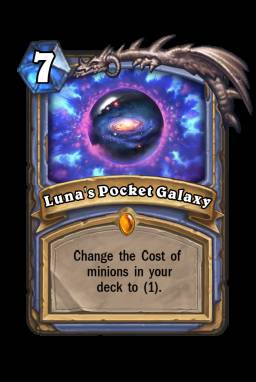 7
Luna's Pocket Galaxy
Change the Cost of
minions in your
deck to (1).